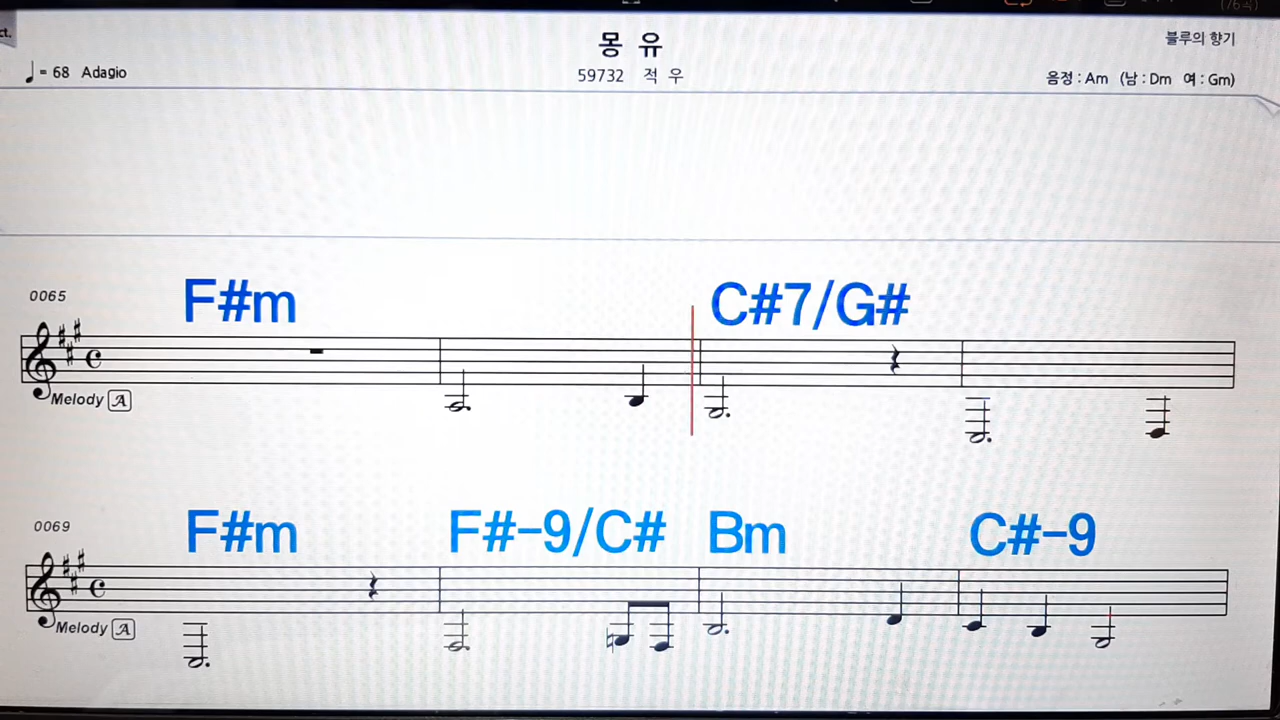 ct.
몽 유
블루의 향기
♩= 68 Adagio
59732 적 우
음정 : Am (남 : Dm 여 : Gm)
0065
F#m C#7/G#
Melody A
0069
F#m F#-9/C# Bm C#-9
Melody A